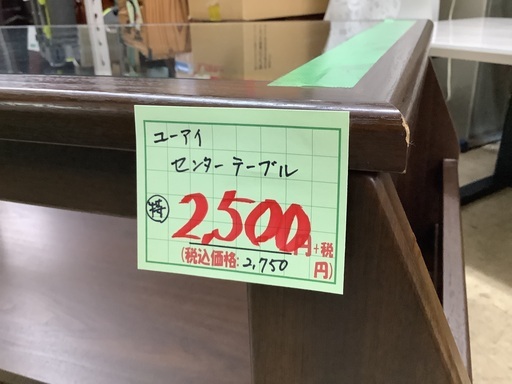 ユーアイ
センターテーブル
特 2,500円+税
(税込価格:2,750円)